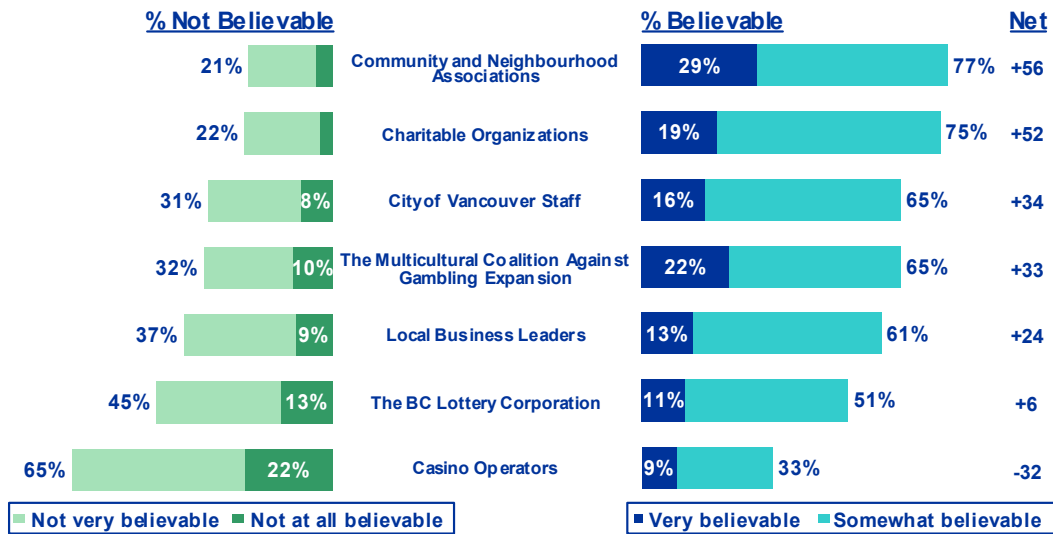 % Not Believable % Believable Net
21% Community and Neighbourhood Associations 29% 77% +56
22% Charitable Organizations 19% 75% +52
31% 8% City of Vancouver Staff 16% 65% +34
32% 10% The Multicultural Coalition Against Gambling Expansion 22% 65% +33
37% 9% Local Business Leaders 13% 61% +24
45% 13% The BC Lottery Corporation 11% 51% +6
65% 22% Casino Operators 9% 33% -32
Not very believable Not at all believable Very believable Somewhat believable